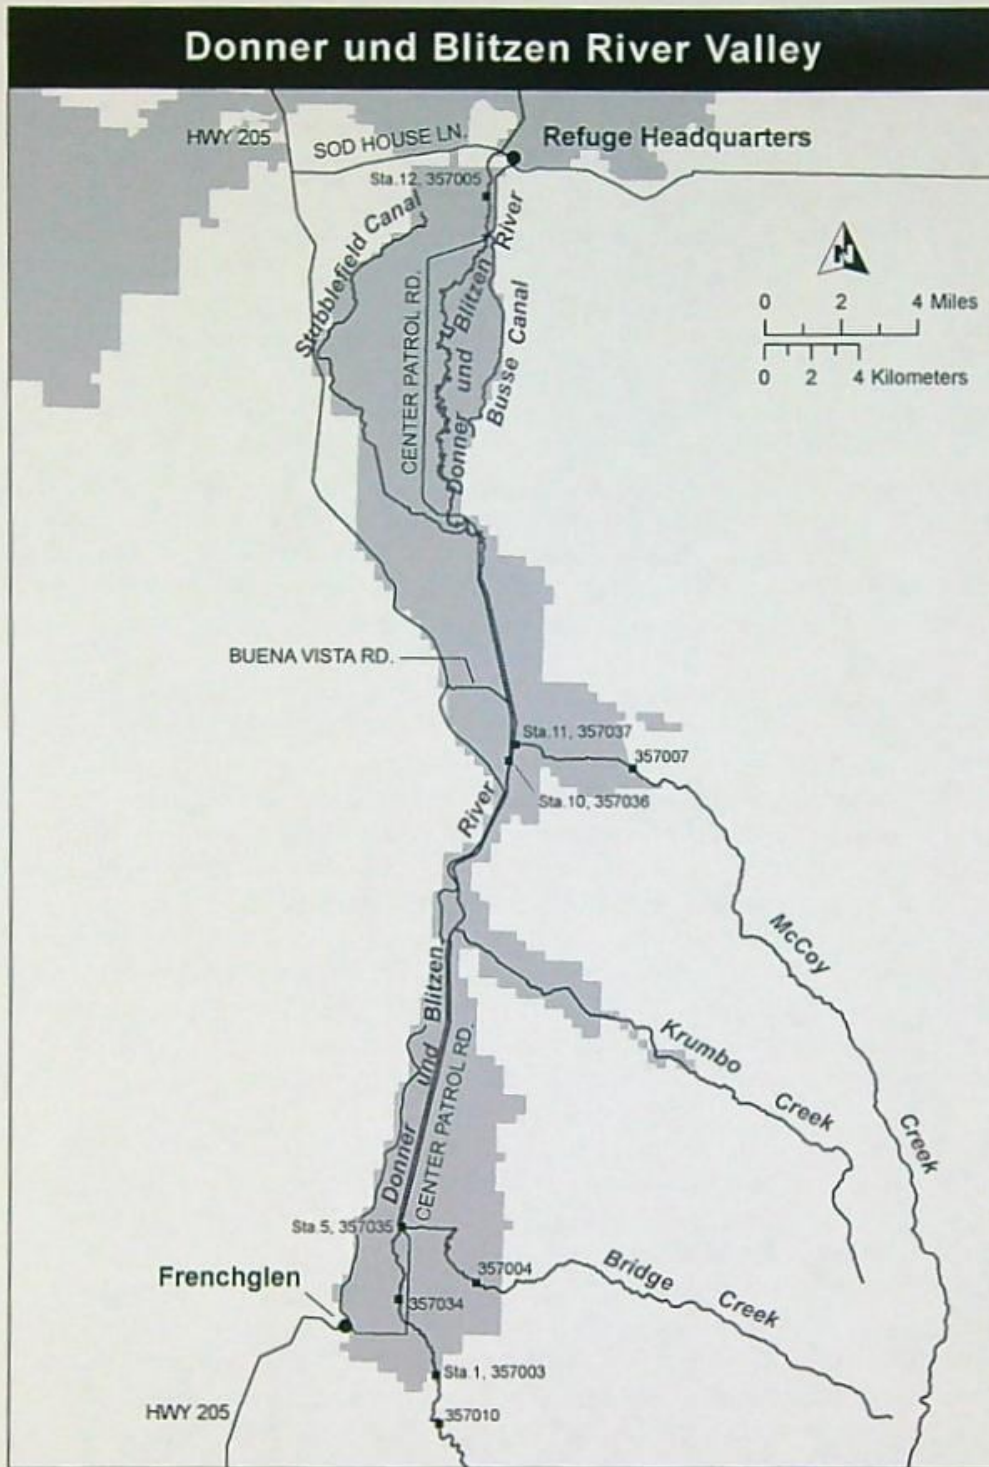 Donner und Blitzen River Valley
HWY 205
SOD HOUSE LN.
Refuge Headquarters
Sta.12, 357005
Stubblefield Canal
CENTER PATROL RD.
Donner und Blitzen River
Busse Canal
N
0 2 4 Miles
0 2 4 Kilometers
BUENA VISTA RD.
Sta.11, 357037
357007
Sta.10, 357036
McCoy Creek
Krumbo Creek
Donner und Blitzen River
CENTER PATROL RD.
Sta.5, 357035
Frenchglen
357004
Bridge Creek
357034
Sta.1, 357003
HWY 205
357010